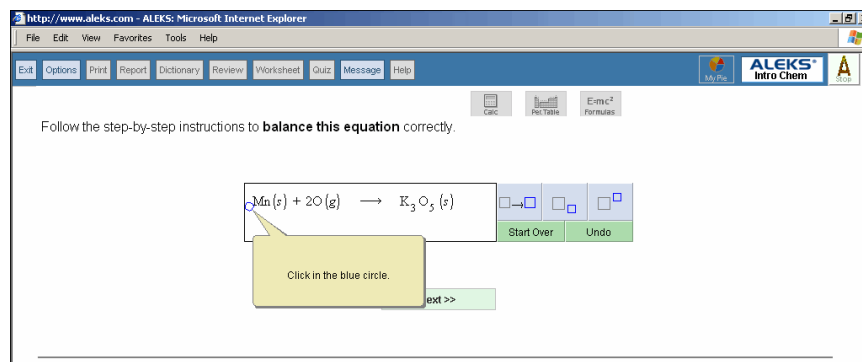 http://www.aleks.com - ALEKS: Microsoft Internet Explorer
File Edit View Favorites Tools Help
Exit Options Print Report Dictionary Review Worksheet Quiz Message Help
My Pie
ALEKS®
Intro Chem
A
Stop
Calc
Per.Table
E=mc²
Formulas
Follow the step-by-step instructions to balance this equation correctly.
Mn(s) + 2O(g) → K₃O₅(s)
Start Over Undo
Click in the blue circle.
ext >>